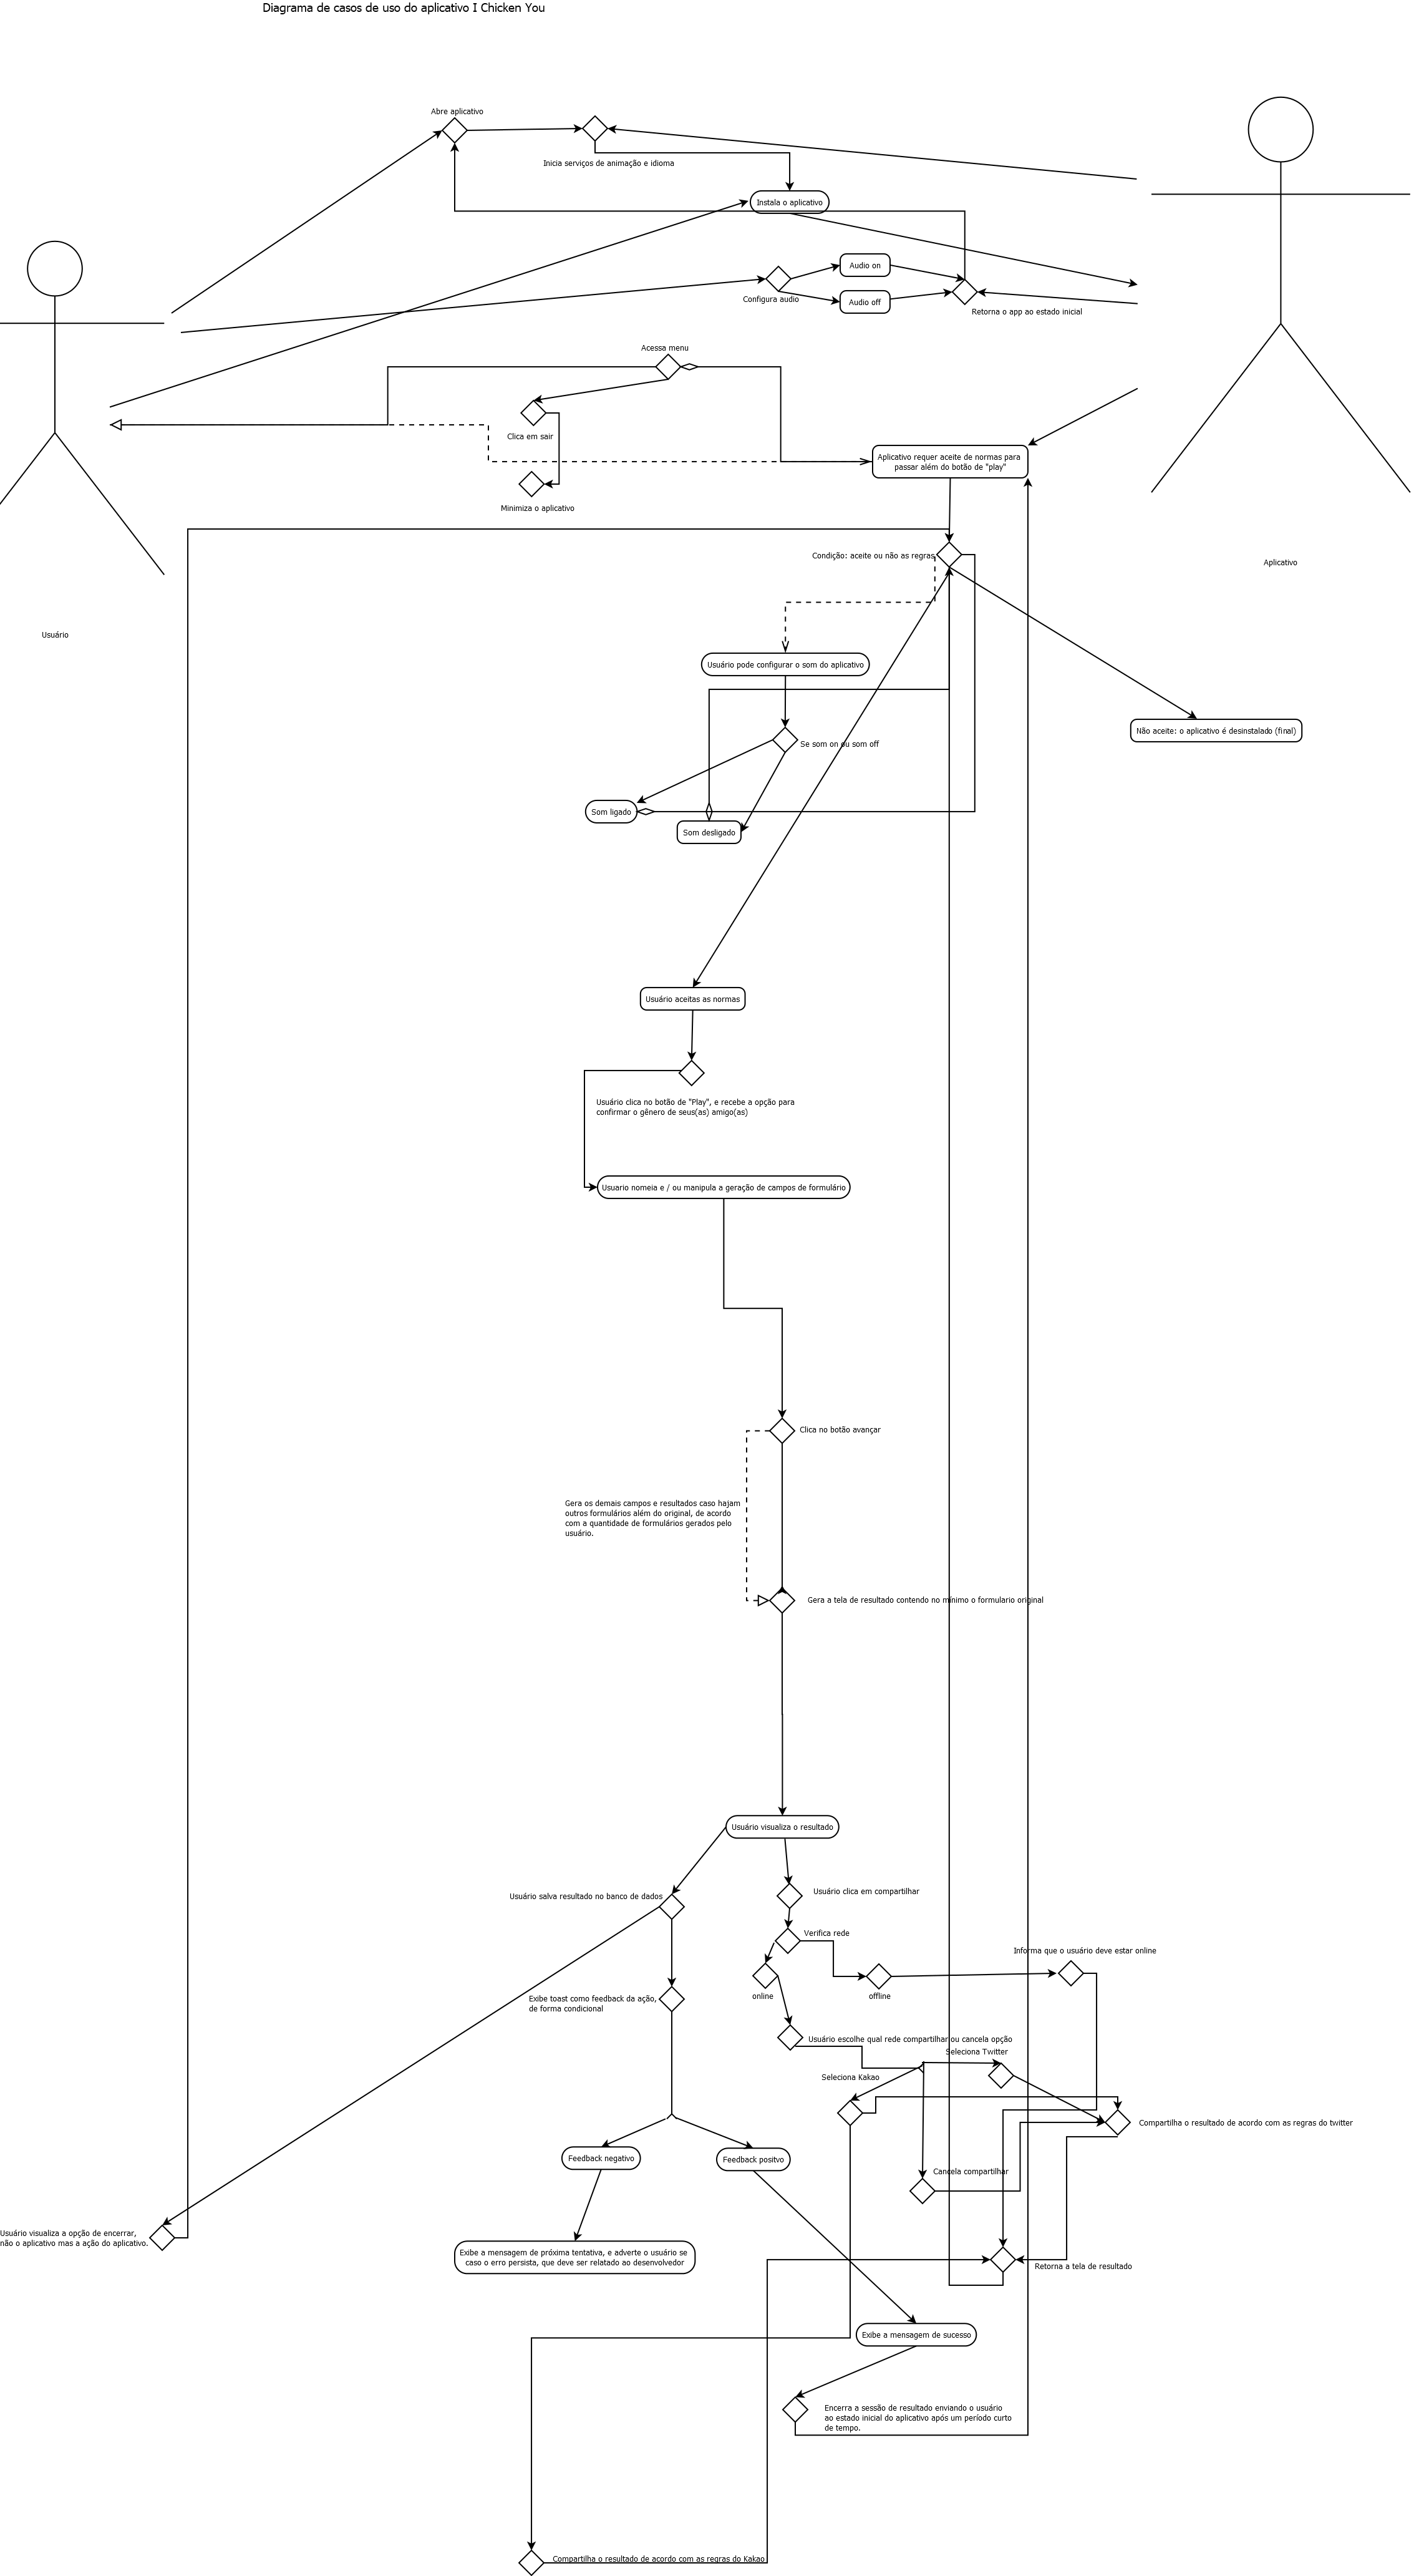 Diagrama de casos de uso do aplicativo I Chicken You
Abre aplicativo
Inicia serviços de animação e idioma
Instala o aplicativo
Audio on
Configura audio
Audio off
Retorna o app ao estado inicial
Acessa menu
Clica em sair
Aplicativo requer aceite de normas para
passar além do botão de "play"
Minimiza o aplicativo
Condição: aceite ou não as regras
Aplicativo
Usuário
Usuário pode configurar o som do aplicativo
Não aceite: o aplicativo é desinstalado (final)
Se som on ou som off
Som ligado
Som desligado
Usuário aceitas as normas
Usuário clica no botão de "Play", e recebe a opção para
confirmar o gênero de seus(as) amigo(as)
Usuario nomeia e / ou manipula a geração de campos de formulário
Clica no botão avançar
Gera os demais campos e resultados caso hajam
outros formulários além do original, de acordo
com a quantidade de formulários gerados pelo
usuário.
Gera a tela de resultado contendo no mínimo o formulario original
Usuário visualiza o resultado
Usuário salva resultado no banco de dados
Usuário clica em compartilhar
Verifica rede
Informa que o usuário deve estar online
online
offline
Exibe toast como feedback da ação,
de forma condicional
Usuário escolhe qual rede compartilhar ou cancela opção
Seleciona Twitter
Seleciona Kakao
Compartilha o resultado de acordo com as regras do twitter
Feedback negativo
Feedback positvo
Cancela compartilhar
Usuário visualiza a opção de encerrar,
não o aplicativo mas a ação do aplicativo.
Exibe a mensagem de próxima tentativa, e adverte o usuário se
caso o erro persista, que deve ser relatado ao desenvolvedor
Retorna a tela de resultado
Exibe a mensagem de sucesso
Encerra a sessão de resultado enviando o usuário
ao estado inicial do aplicativo após um período curto
de tempo.
Compartilha o resultado de acordo com as regras do Kakao